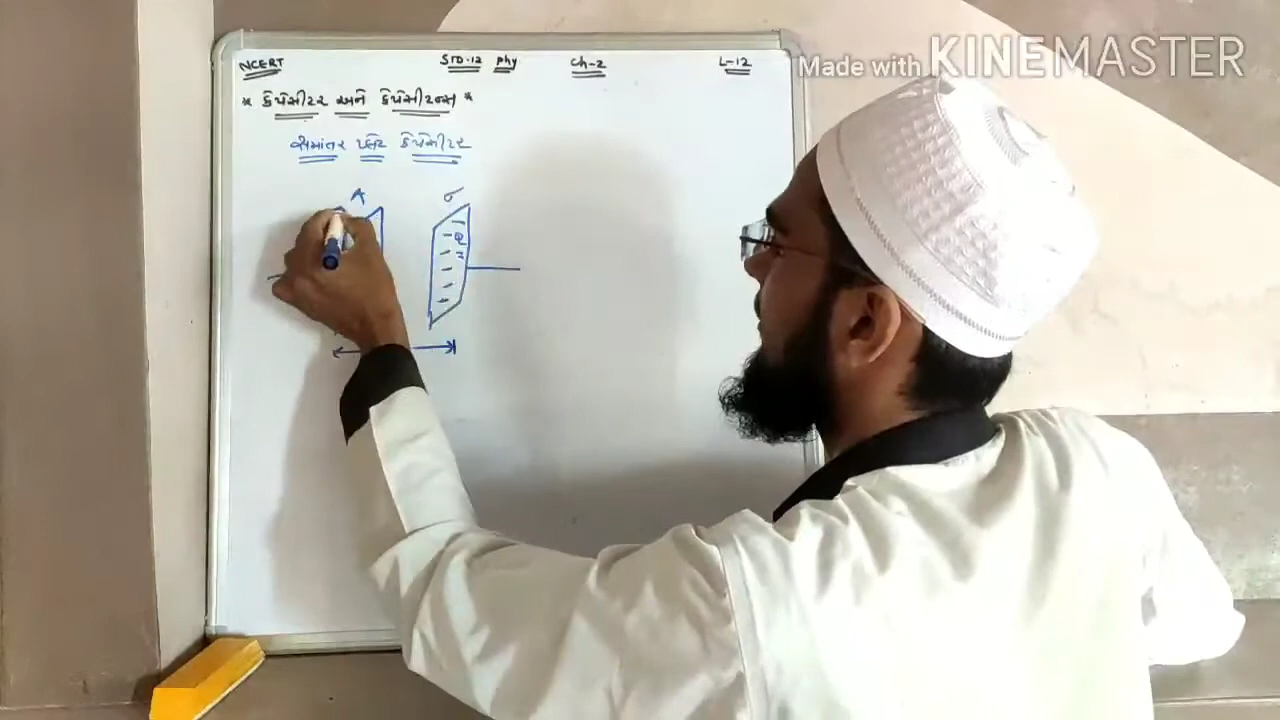 NCERT STD-12 phy Ch-2 L-12
* કેપેસીટર અને કેપેસીટન્સ *
સમાંતર પ્લેટ કેપેસીટર
A σ
Made with KINEMASTER